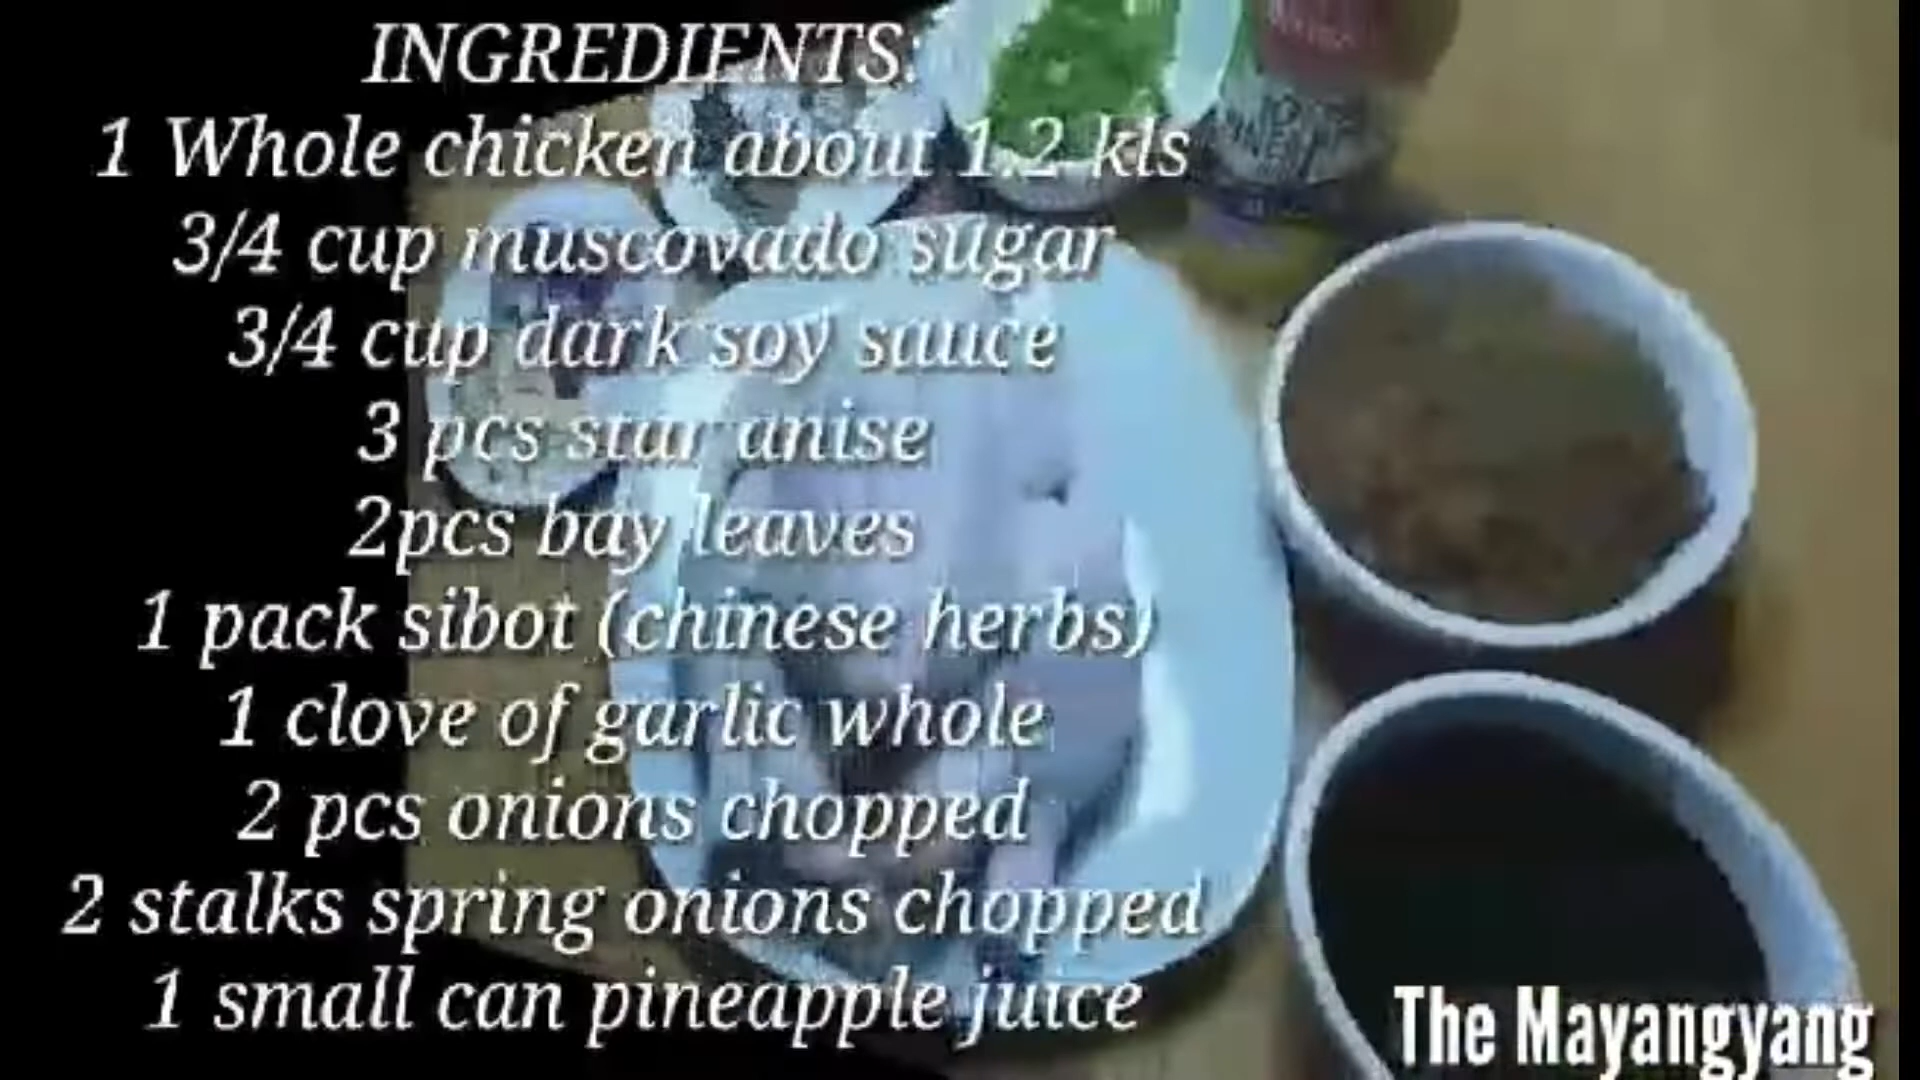 INGREDIENTS:
1 Whole chicken about 1.2 kls
3/4 cup muscovado sugar
3/4 cup dark soy sauce
3 pcs star anise
2pcs bay leaves
1 pack sibot (chinese herbs)
1 clove of garlic whole
2 pcs onions chopped
2 stalks spring onions chopped
1 small can pineapple juice
The Mayangyang